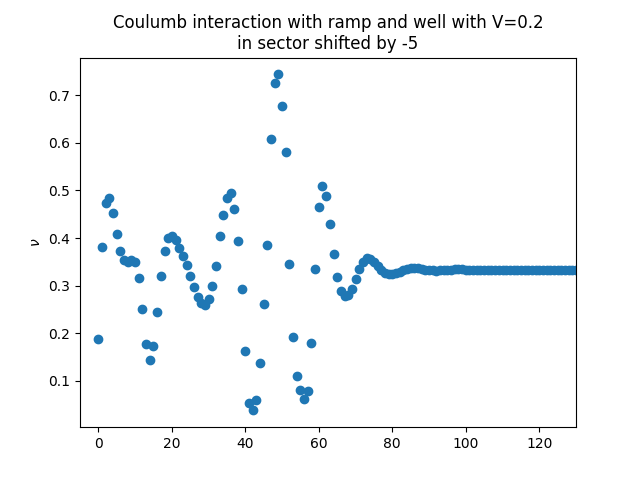 Coulumb interaction with ramp and well with V=0.2
in sector shifted by -5
0.7
0.6
0.5
0.4
0.3
0.2
0.1
ν
0 20 40 60 80 100 120